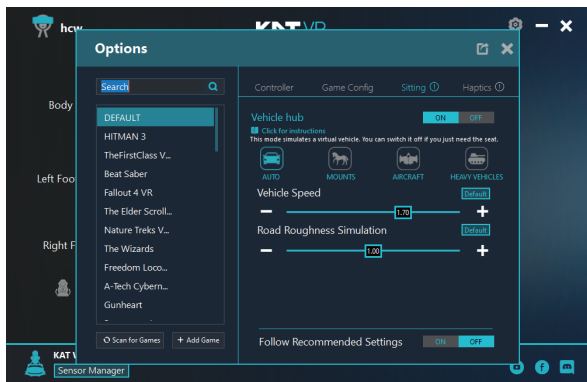 hcw
KAT VR
Options
Search
DEFAULT
HITMAN 3
TheFirstClass V...
Beat Saber
Fallout 4 VR
The Elder Scroll...
Nature Treks V...
The Wizards
Freedom Loco...
A-Tech Cybern...
Gunheart
Scan for Games
+ Add Game
Controller
Game Config
Sitting
Haptics
Vehicle hub
ON
OFF
Click for instructions
This mode simulates a virtual vehicle. You can switch it off if you just need the seat.
AUTO
MOUNTS
AIRCRAFT
HEAVY VEHICLES
Vehicle Speed
Default
1.70
Road Roughness Simulation
Default
1.00
Follow Recommended Settings
ON
OFF
Body
Left Foo
Right F
KAT
Sensor Manager